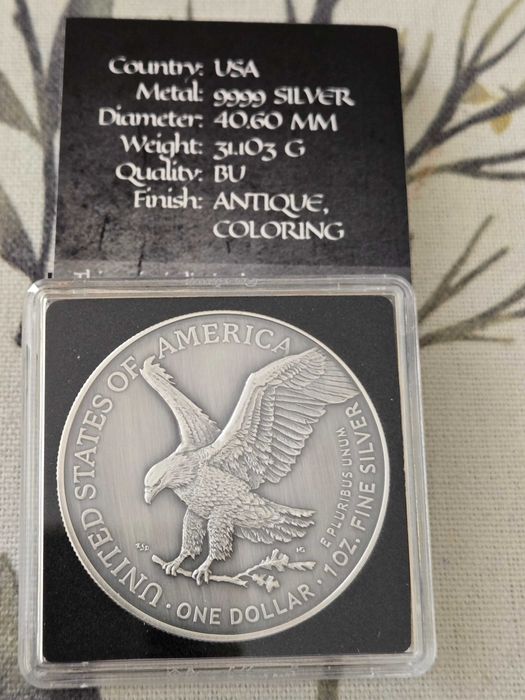 Country: USA
Metal: 9999 SILVER
Diameter: 40.60 MM
Weight: 31.103 G
Quality: BU
Finish: ANTIQUE,
COLORING
UNITED STATES OF AMERICA
E PLURIBUS UNUM
· ONE DOLLAR · 1 OZ. FINE SILVER